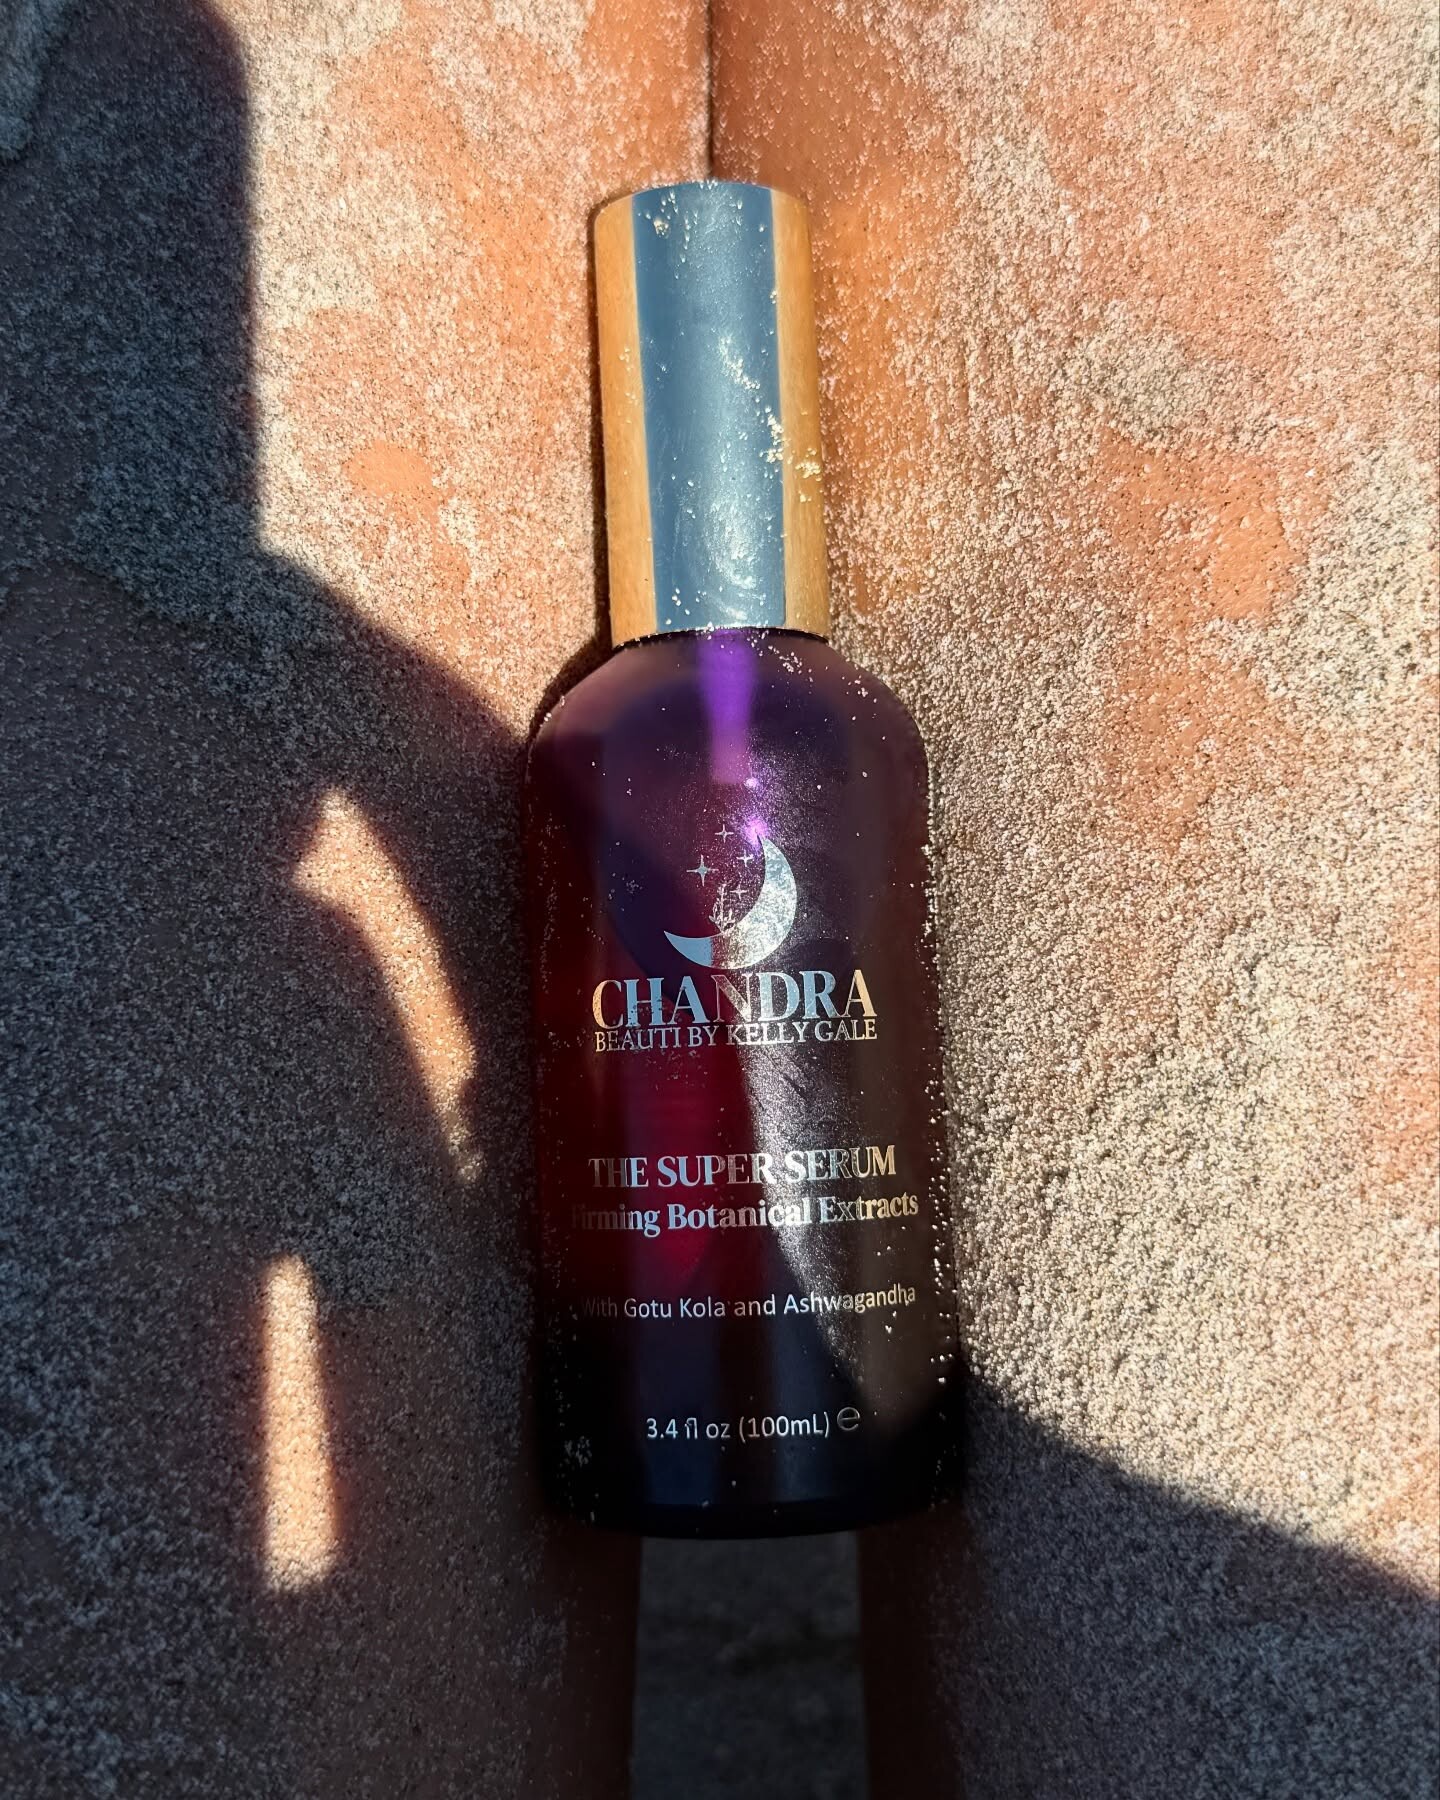 CHANDRA
BEAUTI BY KELLY GALE
THE SUPER SERUM
Firming Botanical Extracts
With Gotu Kola and Ashwagandha
3.4 fl oz (100mL) ℮